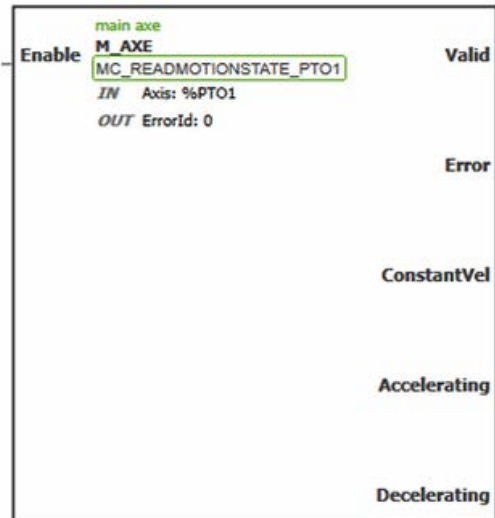 main axe
Enable M_AXE Valid
MC_READMOTIONSTATE_PTO1
IN Axis: %PTO1
OUT ErrorId: 0
Error
ConstantVel
Accelerating
Decelerating